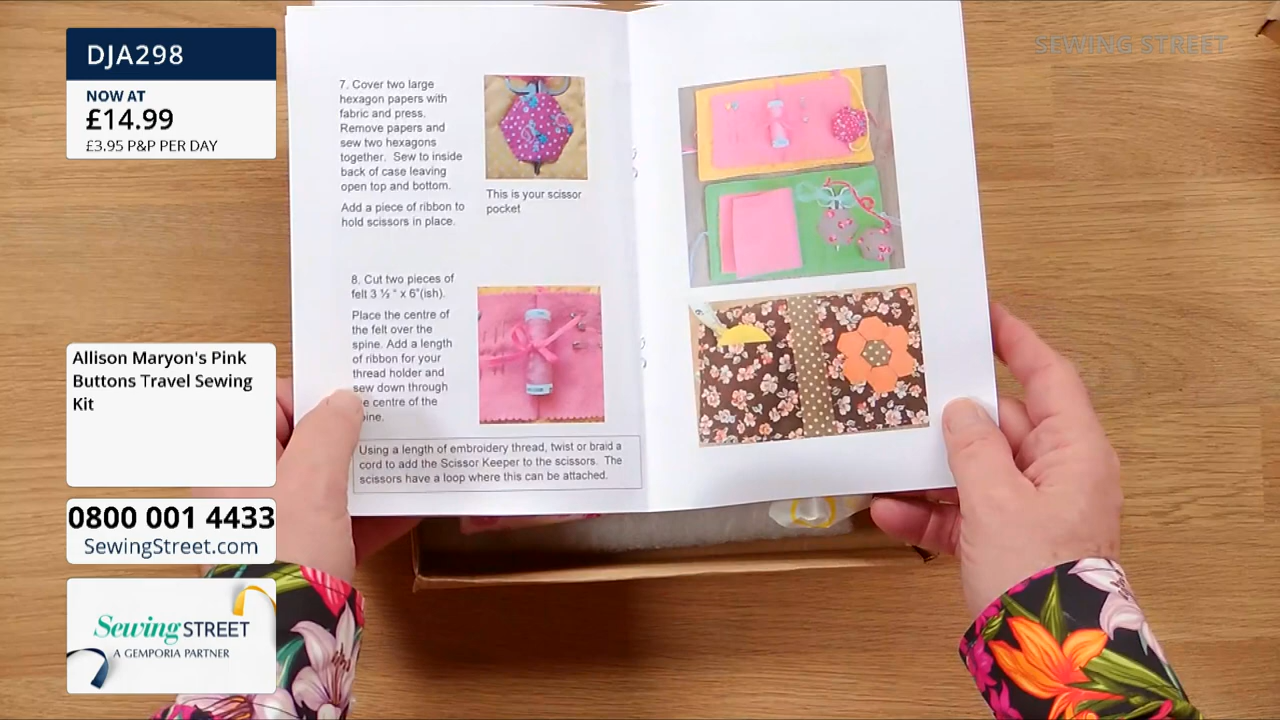 DJA298
NOW AT
£14.99
£3.95 P&P PER DAY
Allison Maryon's Pink
Buttons Travel Sewing
Kit
0800 001 4433
SewingStreet.com
Sewing STREET
A GEMPORIA PARTNER
SEWING STREET
7. Cover two large
hexagon papers with
fabric and press.
Remove papers and
sew two hexagons
together. Sew to inside
back of case leaving
open top and bottom.
Add a piece of ribbon to
hold scissors in place.
This is your scissor
pocket
8. Cut two pieces of
felt 3 ½ " x 6"(ish).
Place the centre of
the felt over the
spine. Add a length
of ribbon for your
thread holder and
sew down through
e centre of the
pine.
Using a length of embroidery thread, twist or braid a
cord to add the Scissor Keeper to the scissors. The
scissors have a loop where this can be attached.